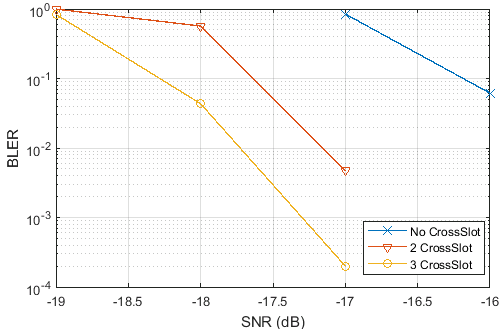 10^0
10^-1
10^-2
10^-3
10^-4
BLER
-19
-18.5
-18
-17.5
-17
-16.5
-16
SNR (dB)
No CrossSlot
2 CrossSlot
3 CrossSlot